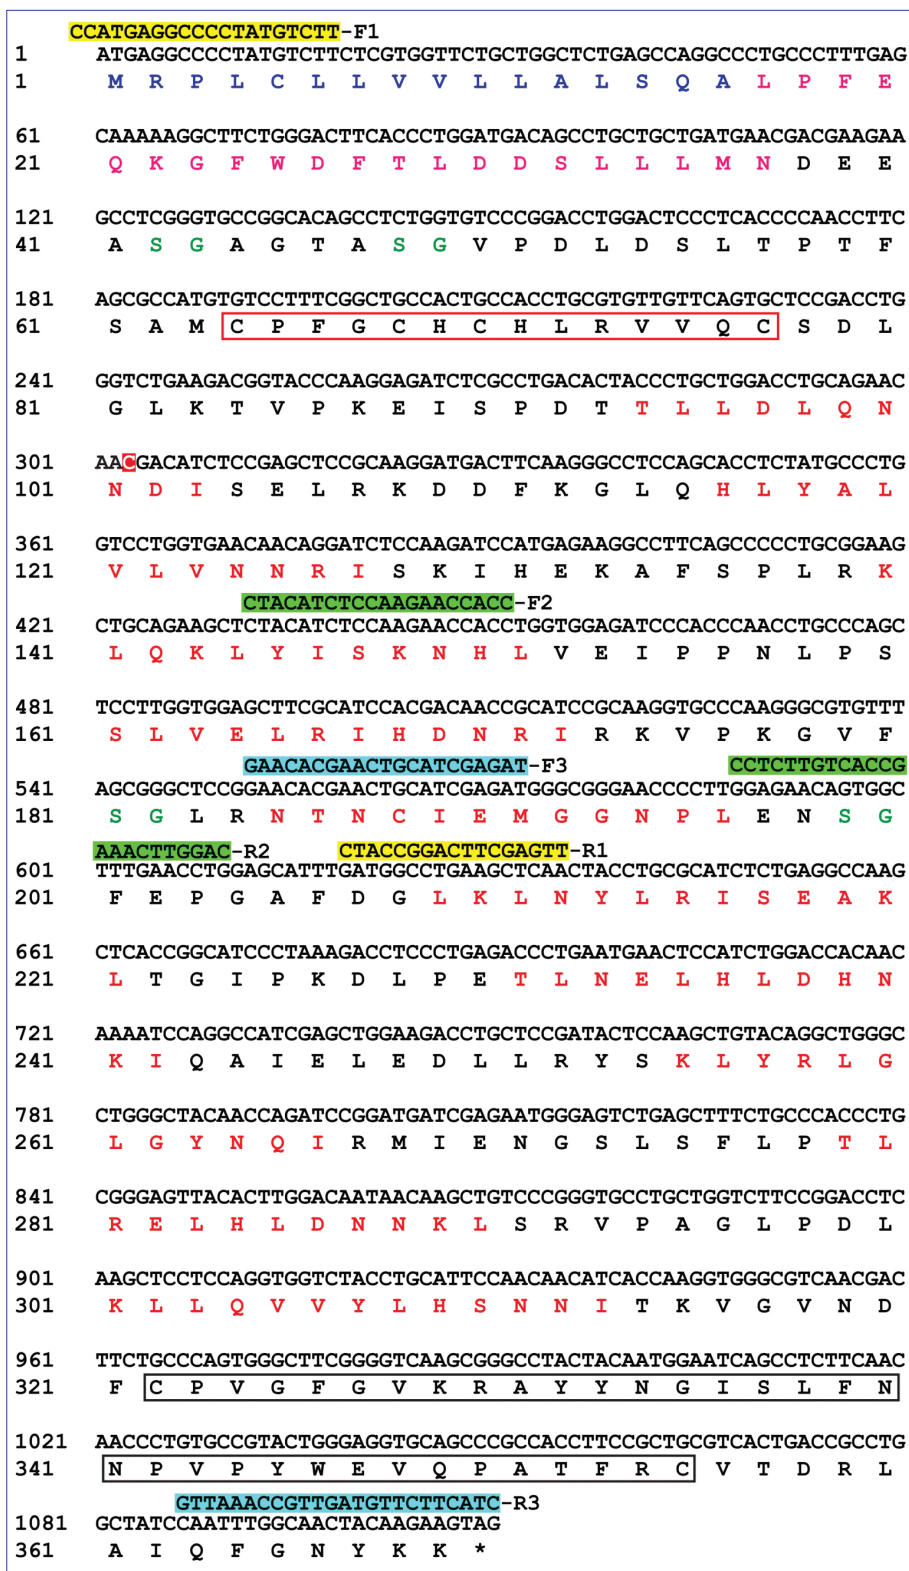 CCATGAGGCCCCTATGTCTT-F1
1 ATGAGGCCCCTATGTCTTCTCGTGGTTCTGCTGGCTCTGAGCCAGGCCCTGCCCTTTGAG
1 M R P L C L L V V L L A L S Q A L P F E
61 CAAAAAGGCTTCTGGGACTTCACCCTGGATGACAGCCTGCTGCTGATGAACGACGAAGAA
21 Q K G F W D F T L D D S L L L M N D E E
121 GCCTCGGGTGCCGGCACAGCCTCTGGTGTCCCGGACCTGGACTCCCTCACCCCAACCTTC
41 A S G A G T A S G V P D L D S L T P T F
181 AGCGCCATGTGTCCTTTCGGCTGCCACTGCCACCTGCGTGTTGTTCAGTGCTCCGACCTG
61 S A M C P F G C H C H L R V V Q C S D L
241 GGTCTGAAGACGGTACCCAAGGAGATCTCGCCTGACACTACCCTGCTGGACCTGCAGAAC
81 G L K T V P K E I S P D T T L L D L Q N
301 AACGACATCTCCGAGCTCCGCAAGGATGACTTCAAGGGCCTCCAGCACCTCTATGCCCTG
101 N D I S E L R K D D F K G L Q H L Y A L
361 GTCCTGGTGAACAACAGGATCTCCAAGATCCATGAGAAGGCCTTCAGCCCCCTGCGGAAG
121 V L V N N R I S K I H E K A F S P L R K
CTACATCTCCAAGAACCACC-F2
421 CTGCAGAAGCTCTACATCTCCAAGAACCACCTGGTGGAGATCCCACCCAACCTGCCCAGC
141 L Q K L Y I S K N H L V E I P P N L P S
481 TCCTTGGTGGAGCTTCGCATCCACGACAACCGCATCCGCAAGGTGCCCAAGGGCGTGTTT
161 S L V E L R I H D N R I R K V P K G V F
GAACACGAACTGCATCGAGAT-F3 CCTCTTGTCACCG
541 AGCGGGCTCCGGAACACGAACTGCATCGAGATGGGCGGGAACCCCTTGGAGAACAGTGGC
181 S G L R N T N C I E M G G N P L E N S G
AAACTTGGAC-R2 CTACCGGACTTCGAGTT-R1
601 TTTGAACCTGGAGCATTTGATGGCCTGAAGCTCAACTACCTGCGCATCTCTGAGGCCAAG
201 F E P G A F D G L K L N Y L R I S E A K
661 CTCACCGGCATCCCTAAAGACCTCCCTGAGACCCTGAATGAACTCCATCTGGACCACAAC
221 L T G I P K D L P E T L N E L H L D H N
721 AAAATCCAGGCCATCGAGCTGGAAGACCTGCTCCGATACTCCAAGCTGTACAGGCTGGGC
241 K I Q A I E L E D L L R Y S K L Y R L G
781 CTGGGCTACAACCAGATCCGGATGATCGAGAATGGGAGTCTGAGCTTTCTGCCCACCCTG
261 L G Y N Q I R M I E N G S L S F L P T L
841 CGGGAGTTACACTTGGACAATAACAAGCTGTCCCGGGTGCCTGCTGGTCTTCCGGACCTC
281 R E L H L D N N K L S R V P A G L P D L
901 AAGCTCCTCCAGGTGGTCTACCTGCATTCCAACAACATCACCAAGGTGGGCGTCAACGAC
301 K L L Q V V Y L H S N N I T K V G V N D
961 TTCTGCCCAGTGGGCTTCGGGGTCAAGCGGGCCTACTACAATGGAATCAGCCTCTTCAAC
321 F C P V G F G V K R A Y Y N G I S L F N
1021 AACCCTGTGCCGTACTGGGAGGTGCAGCCCGCCACCTTCCGCTGCGTCACTGACCGCCTG
341 N P V P Y W E V Q P A T F R C V T D R L
GTTAAACCGTTGATGTTCTTCATC-R3
1081 GCTATCCAATTTGGCAACTACAAGAAGTAG
361 A I Q F G N Y K K *